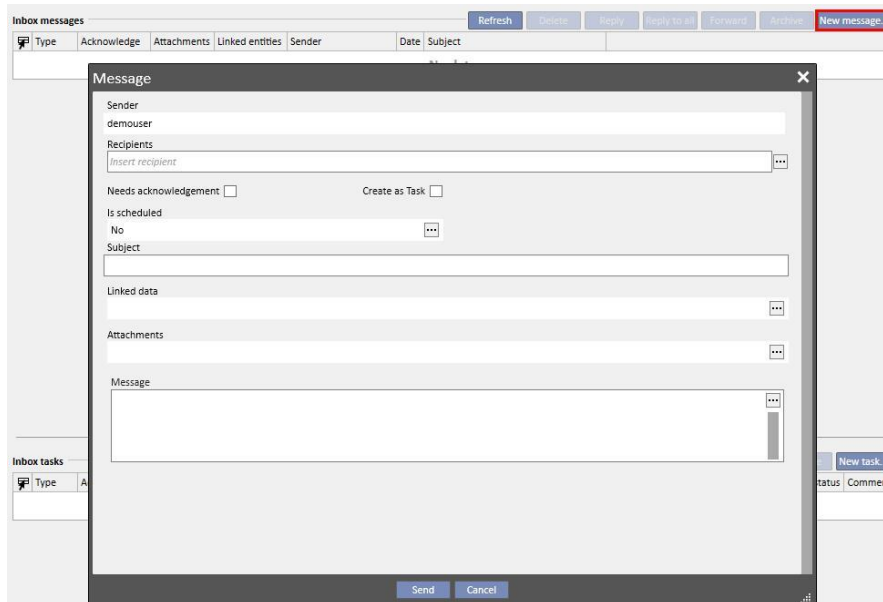 Inbox messages Refresh Delete Reply Reply to all Forward Archive New message.
Type Acknowledge Attachments Linked entities Sender Date Subject
Message
Sender
demouser
Recipients
Insert recipient
Needs acknowledgement Create as Task
Is scheduled
No
Subject
Linked data
Attachments
Message
Inbox tasks New task.
Type status
Send Cancel